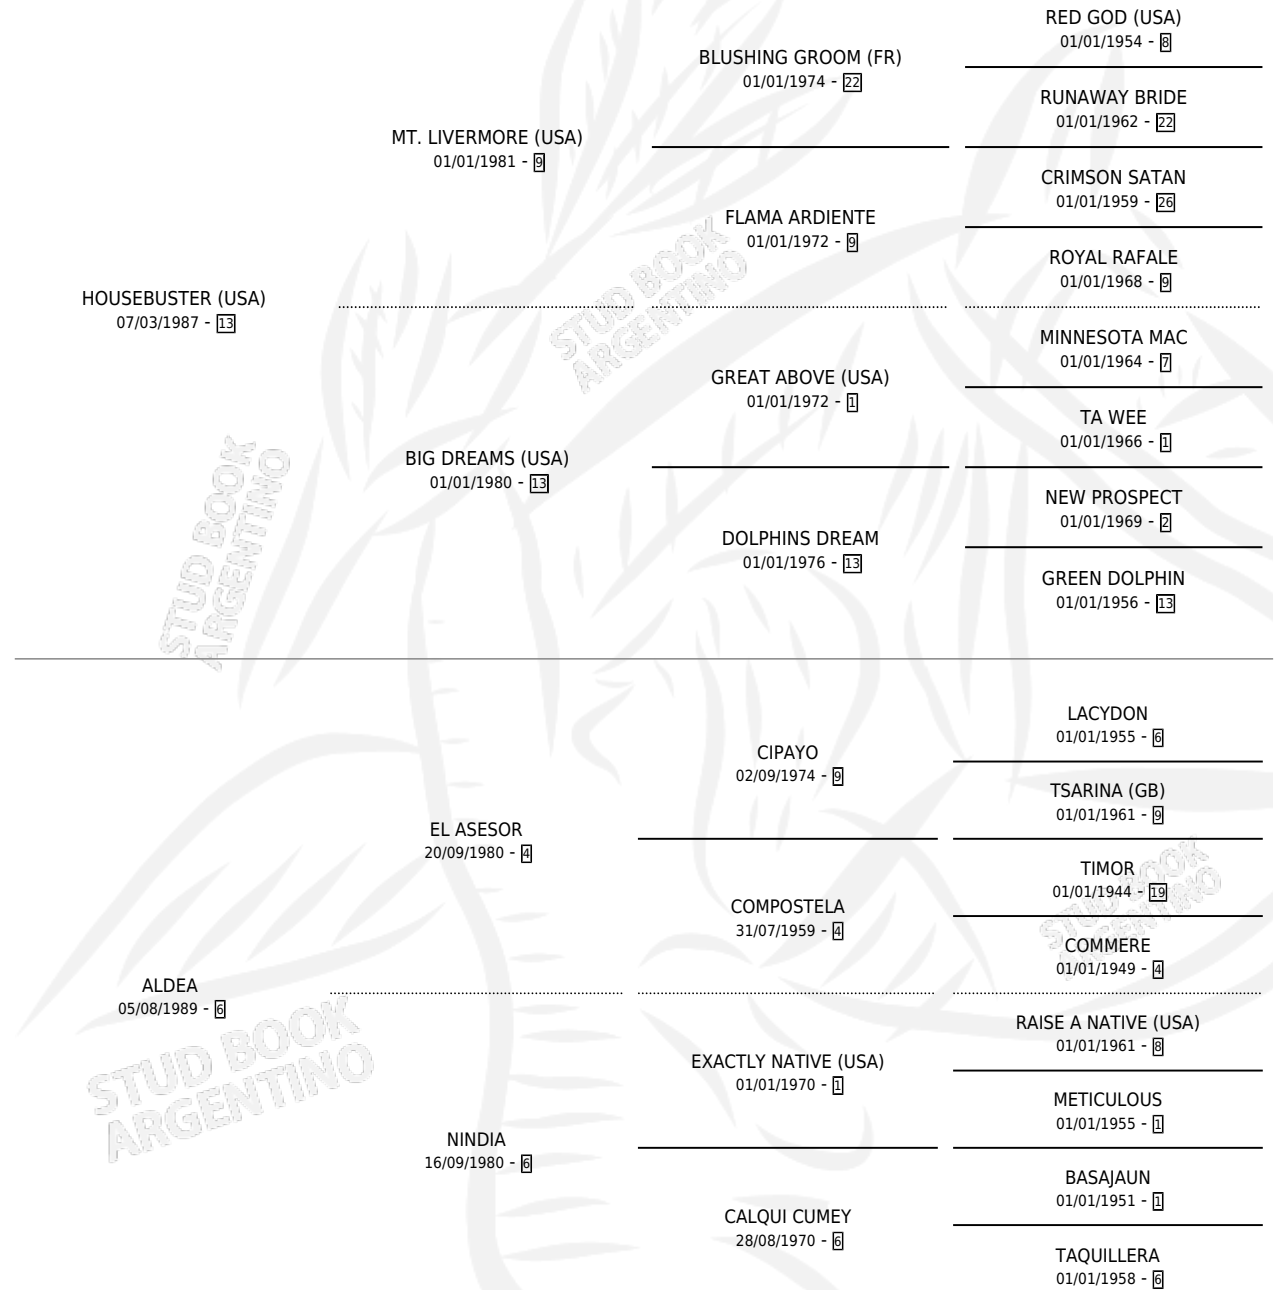 RED GOD (USA)
01/01/1954 - 8
BLUSHING GROOM (FR)
01/01/1974 - 22
RUNAWAY BRIDE
01/01/1962 - 22
MT. LIVERMORE (USA)
01/01/1981 - 9
CRIMSON SATAN
01/01/1959 - 26
FLAMA ARDIENTE
01/01/1972 - 9
ROYAL RAFALE
01/01/1968 - 9
HOUSEBUSTER (USA)
07/03/1987 - 13
MINNESOTA MAC
01/01/1964 - 7
GREAT ABOVE (USA)
01/01/1972 - 1
TA WEE
01/01/1966 - 1
BIG DREAMS (USA)
01/01/1980 - 13
NEW PROSPECT
01/01/1969 - 2
DOLPHINS DREAM
01/01/1976 - 13
GREEN DOLPHIN
01/01/1956 - 13
LACYDON
01/01/1955 - 6
CIPAYO
02/09/1974 - 9
TSARINA (GB)
01/01/1961 - 9
EL ASESOR
20/09/1980 - 4
TIMOR
01/01/1944 - 19
COMPOSTELA
31/07/1959 - 4
COMMERE
01/01/1949 - 4
ALDEA
05/08/1989 - 6
RAISE A NATIVE (USA)
01/01/1961 - 8
EXACTLY NATIVE (USA)
01/01/1970 - 1
METICULOUS
01/01/1955 - 1
NINDIA
16/09/1980 - 6
BASAJAUN
01/01/1951 - 1
CALQUI CUMEY
28/08/1970 - 6
TAQUILLERA
01/01/1958 - 6
STUD BOOK
ARGENTINO
STUD BOOK
ARGENTINO
STUD BOOK
ARGENTINO
STUD BOOK
ARGENTINO